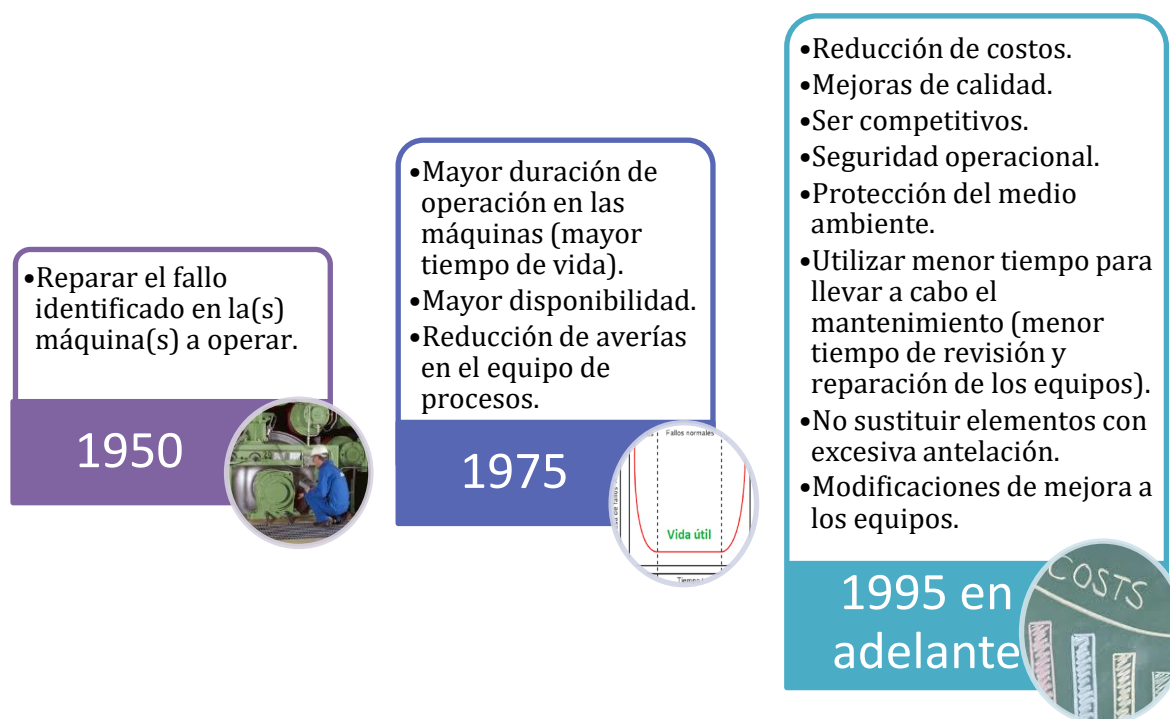 •Reparar el fallo
identificado en la(s)
máquina(s) a operar.
1950
•Mayor duración de
operación en las
máquinas (mayor
tiempo de vida).
•Mayor disponibilidad.
•Reducción de averías
en el equipo de
procesos.
1975
Fallos normales
Vida útil
•Reducción de costos.
•Mejoras de calidad.
•Ser competitivos.
•Seguridad operacional.
•Protección del medio
ambiente.
•Utilizar menor tiempo para
llevar a cabo el
mantenimiento (menor
tiempo de revisión y
reparación de los equipos).
•No sustituir elementos con
excesiva antelación.
•Modificaciones de mejora a
los equipos.
1995 en
adelante
COSTS